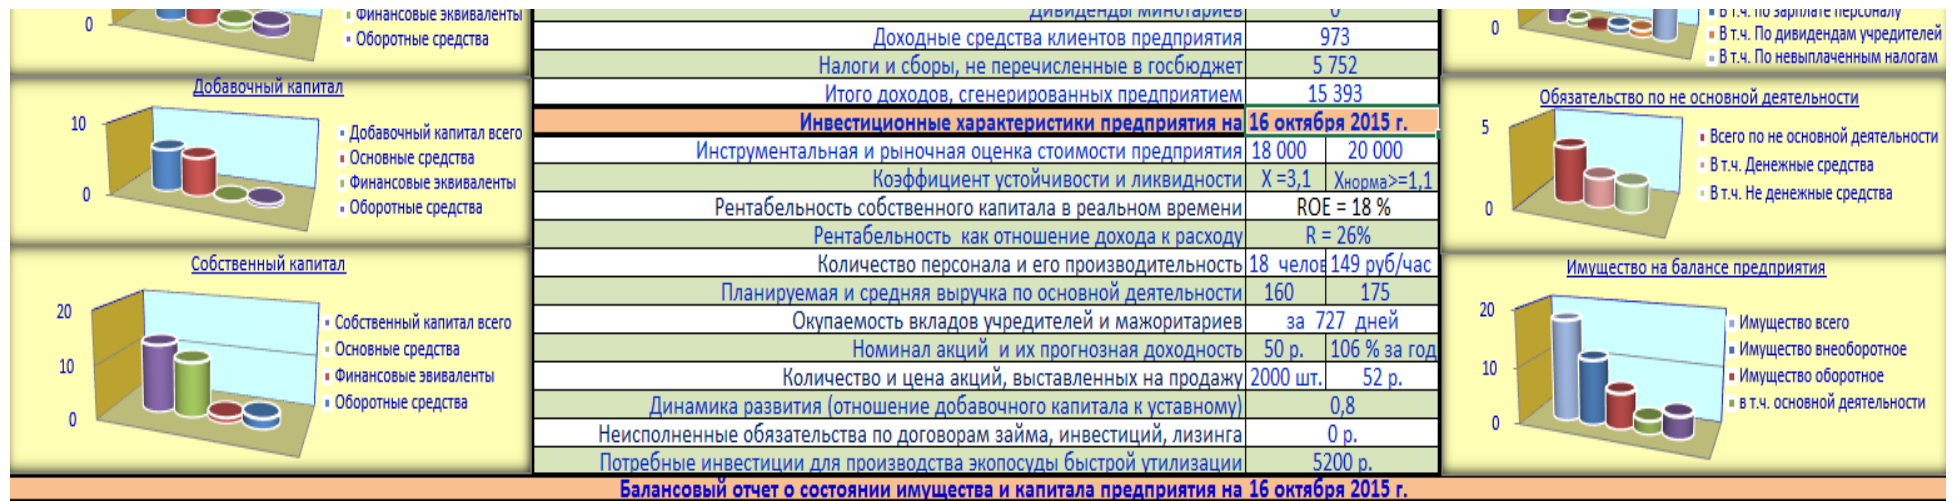 0
Финансовые эквиваленты
Оборотные средства
Добавочный капитал
10
0
Добавочный капитал всего
Основные средства
Финансовые эквиваленты
Оборотные средства
Собственный капитал
20
10
0
Собственный капитал всего
Основные средства
Финансовые эвиваленты
Оборотные средства
Дивиденды миноtариев 0
Доходные средства клиентов предприятия 973
Налоги и сборы, не перечисленные в госбюджет 5 752
Итого доходов, сгенерированных предприятием 15 393
Инвестиционные характеристики предприятия на 16 октября 2015 г.
Инструментальная и рыночная оценка стоимости предприятия 18 000 20 000
Коэффициент устойчивости и ликвидности X =3,1 Xнорма>=1,1
Рентабельность собственного капитала в реальном времени ROE = 18 %
Рентабельность как отношение дохода к расходу R = 26%
Количество персонала и его производительность 18 челов 149 руб/час
Планируемая и средняя выручка по основной деятельности 160 175
Окупаемость вкладов учредителей и мажоритариев за 727 дней
Номинал акций и их прогнозная доходность 50 р. 106 % за год
Количество и цена акций, выставленных на продажу 2000 шт. 52 р.
Динамика развития (отношение добавочного капитала к уставному) 0,8
Неисполненные обязательства по договорам займа, инвестиций, лизинга 0 р.
Потребные инвестиции для производства экопосуды быстрой утилизации 5200 р.
0
В т.ч. по зарплате персоналу
В т.ч. По дивидендам учредителей
В т.ч. По невыплаченным налогам
Обязательство по не основной деятельности
5
0
Всего по не основной деятельности
В т.ч. Денежные средства
В т.ч. Не денежные средства
Имущество на балансе предприятия
20
10
0
Имущество всего
Имущество внеоборотное
Имущество оборотное
в т.ч. основной деятельности
Балансовый отчет о состоянии имущества и капитала предприятия на 16 октября 2015 г.